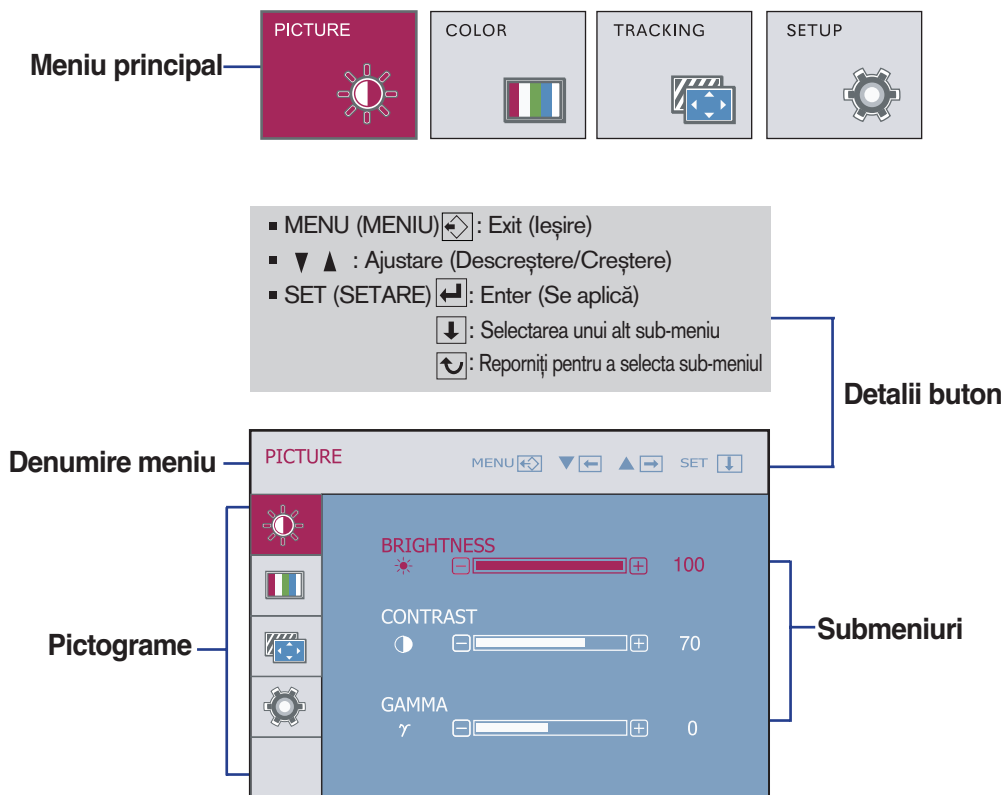 PICTURE
COLOR
TRACKING
SETUP
Meniu principal
MENU (MENIU) : Exit (Ieșire)
▼ ▲ : Ajustare (Descreștere/Creștere)
SET (SETARE) : Enter (Se aplică)
: Selectarea unui alt sub-meniu
: Reporniți pentru a selecta sub-meniul
Detalii buton
Denumire meniu
PICTURE
MENU ▼ ▲ SET
BRIGHTNESS
100
CONTRAST
70
GAMMA
γ
0
Pictograme
Submeniuri